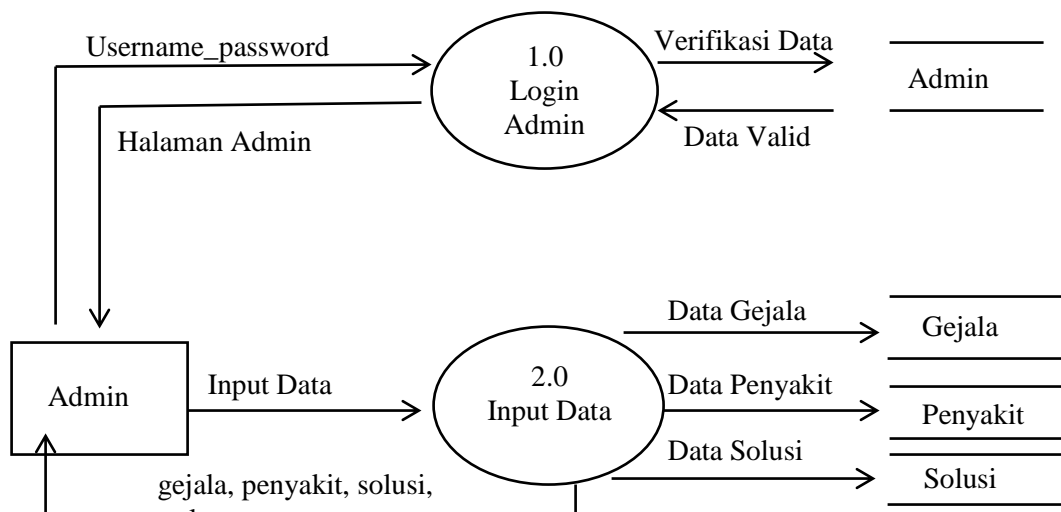 Username_password
1.0
Login
Admin
Verifikasi Data
Admin
Halaman Admin
Data Valid
Data Gejala
Gejala
Admin
Input Data
2.0
Input Data
Data Penyakit
Penyakit
Data Solusi
Solusi
gejala, penyakit, solusi,